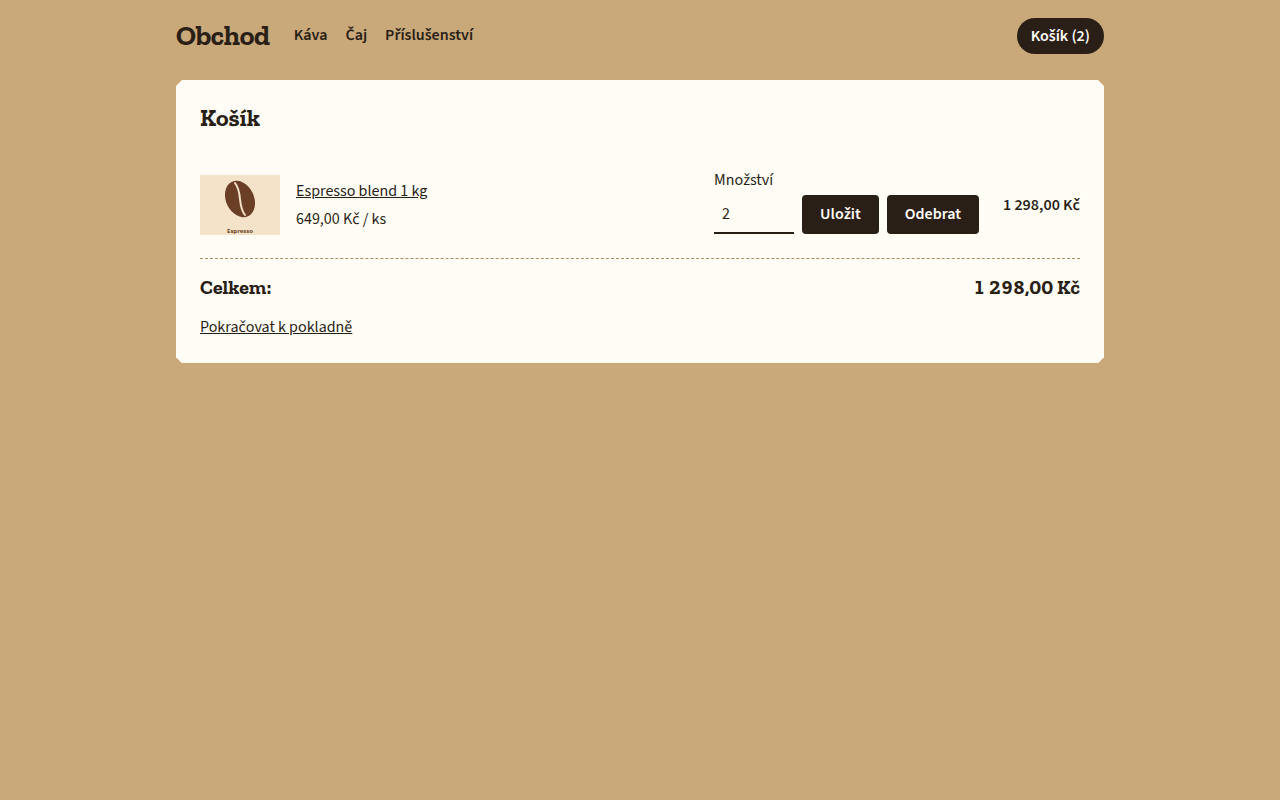 Obchod Káva Čaj Příslušenství Košík (2)
Košík
Množství
Espresso blend 1 kg
649,00 Kč / ks
2 Uložit Odebrat 1 298,00 Kč
Espresso
Celkem: 1 298,00 Kč
Pokračovat k pokladně